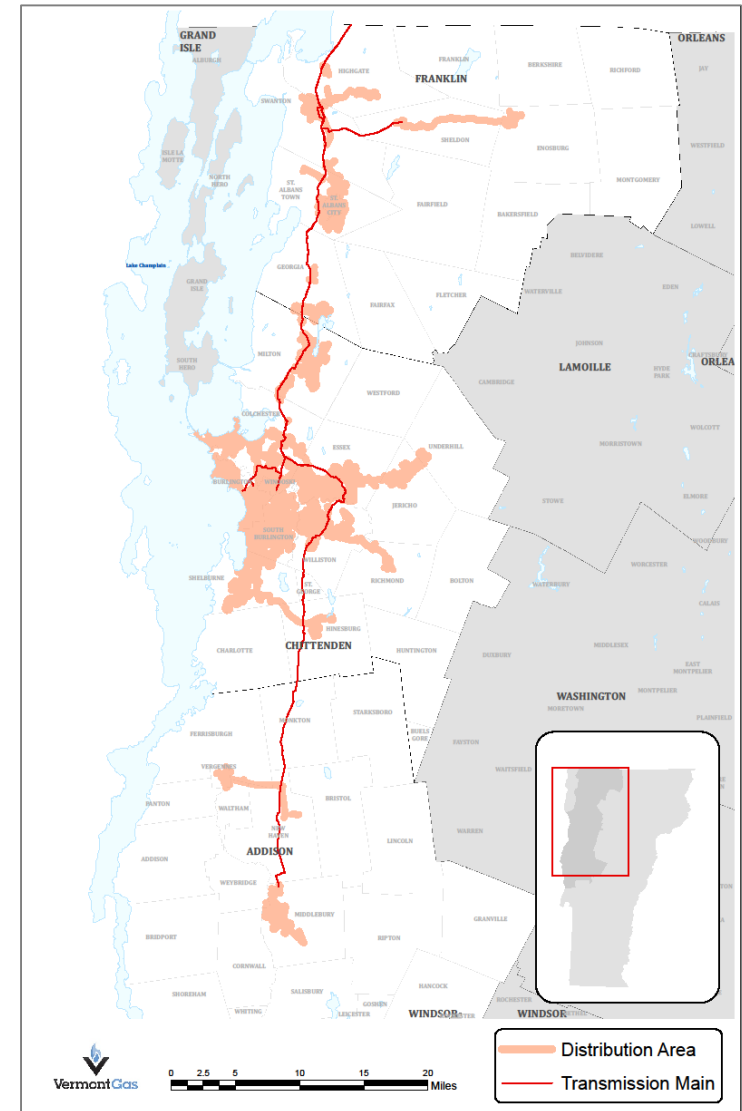 GRAND
ISLE
ALBURGH
ORLEANS
HIGHGATE
FRANKLIN
FRANKLIN
BERKSHIRE
RICHFORD
JAY
SWANTON
SHELDON
ENOSBURG
WESTFIELD
ISLE LA
MOTTE
NORTH
HERO
ST.
ALBANS
TOWN
ST.
ALBANS
CITY
FAIRFIELD
MONTGOMERY
BAKERSFIELD
LOWELL
BELVIDERE
Lake Champlain
GEORGIA
GRAND
ISLE
FAIRFAX
FLETCHER
WATERVILLE
EDEN
JOHNSON
CRAFTSBURY
MILTON
SOUTH
HERO
LAMOILLE
HYDE
PARK
ORLEA
CAMBRIDGE
WESTFORD
COLCHESTER
WOLCOTT
ESSEX
UNDERHILL
MORRISTOWN
BURLINGTON
WINOOSKI
JERICHO
STOWE
ELMORE
SOUTH
BURLINGTON
WOODBURY
WILLISTON
WORCESTER
SHELBURNE
ST.
GEORGE
RICHMOND
BOLTON
WATERBURY
CALAIS
HINESBURG
CHITTENDEN
CHARLOTTE
HUNTINGTON
DUXBURY
MIDDLESEX
EAST
MONTPELIER
MONTPELIER
WASHINGTON
MORETOWN
STARKSBORO
PLAINFIELD
MONKTON
BUELS
GORE
FERRISBURGH
FAYSTON
WAITSFIELD
VERGENNES
PANTON
WALTHAM
BRISTOL
NEW
HAVEN
WARREN
LINCOLN
ADDISON
ADDISON
WEYBRIDGE
MIDDLEBURY
GRANVILLE
BRIDPORT
RIPTON
CORNWALL
HANCOCK
SHOREHAM
SALISBURY
GOSHEN
ROCHESTER
WHITING
LEICESTER
WINDSOR
WINDSOR
Distribution Area
Transmission Main
VermontGas
0 2.5 5 10 15 20
Miles